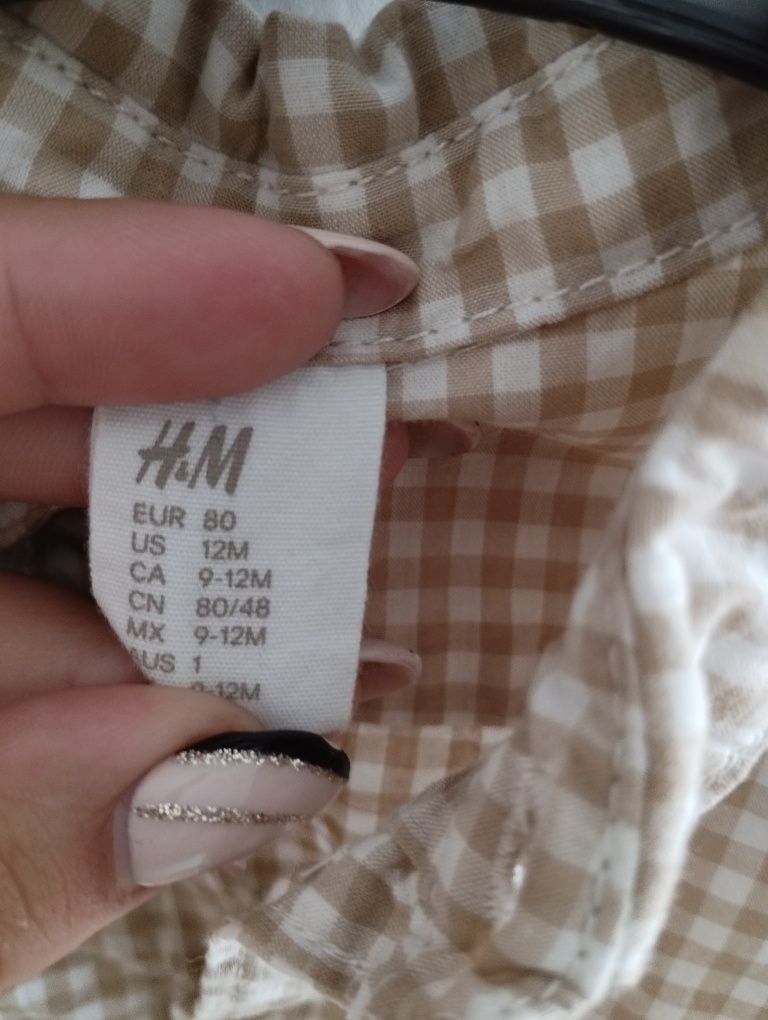 H&M
EUR 80
US 12M
CA 9-12M
CN 80/48
MX 9-12M
AUS 1
9-12M